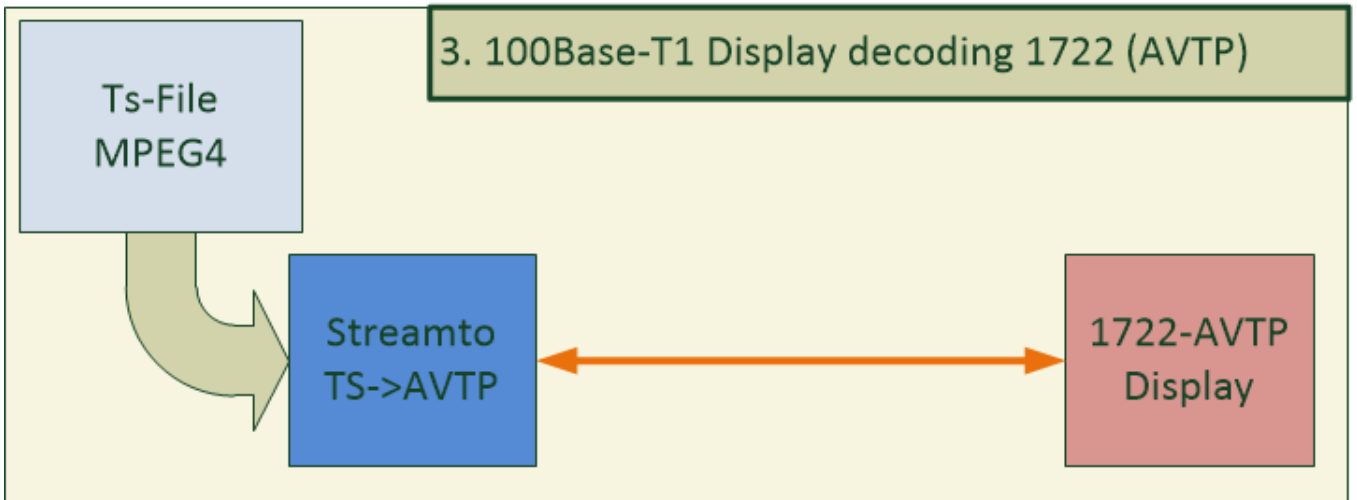 3. 100Base-T1 Display decoding 1722 (AVTP)
Ts-File
MPEG4
Streamto
TS->AVTP
1722-AVTP
Display